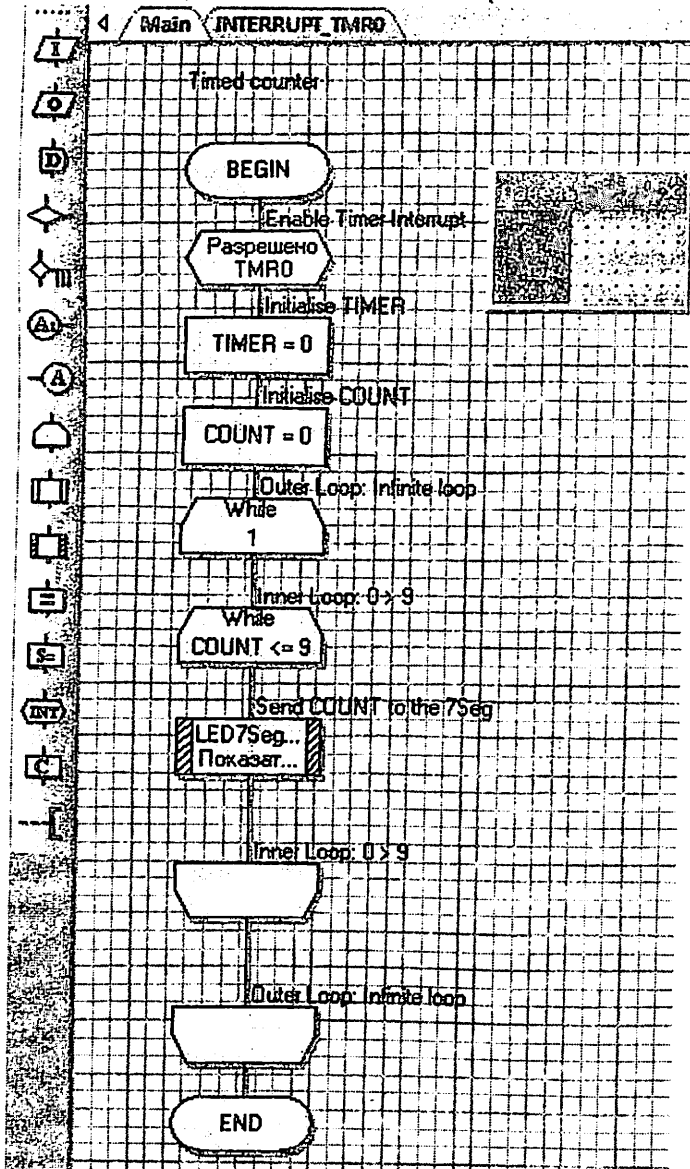 Main INTERRUPT_TMR0
Timed counter
BEGIN
Enable Timer Interrupt
Разрешено
TMR0
Initialise TIMER
TIMER = 0
Initialise COUNT
COUNT = 0
Outer Loop: Infinite loop
While
1
Inner Loop: 0 > 9
While
COUNT <= 9
Send COUNT to the 7Seg
LED7Seg...
Показат...
Inner Loop: 0 > 9
Outer Loop: Infinite loop
END
I
O
D
A:
A
=
S=
INT
C